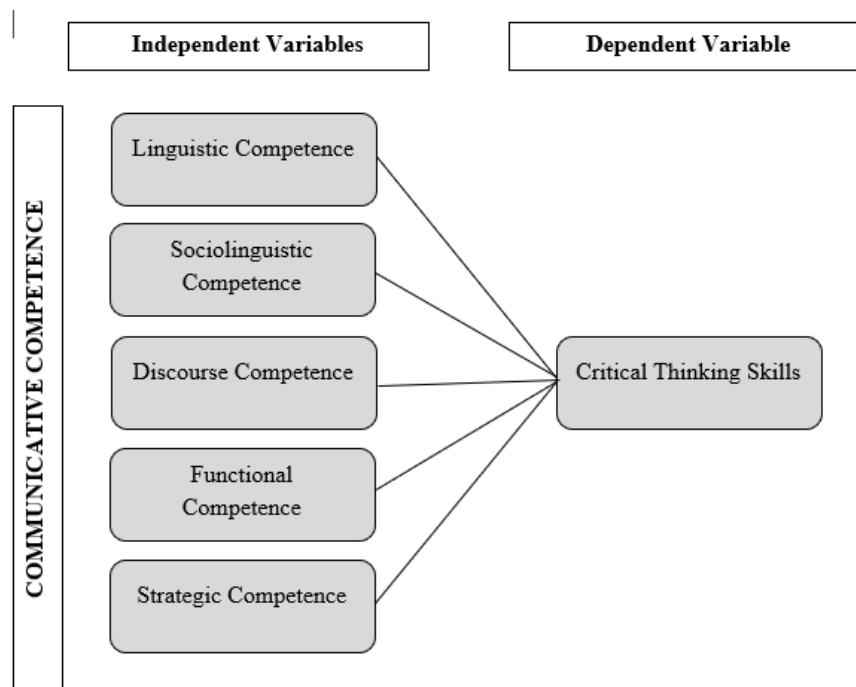 Independent Variables
Dependent Variable
COMMUNICATIVE COMPETENCE
Linguistic Competence
Sociolinguistic
Competence
Discourse Competence
Functional
Competence
Strategic Competence
Critical Thinking Skills